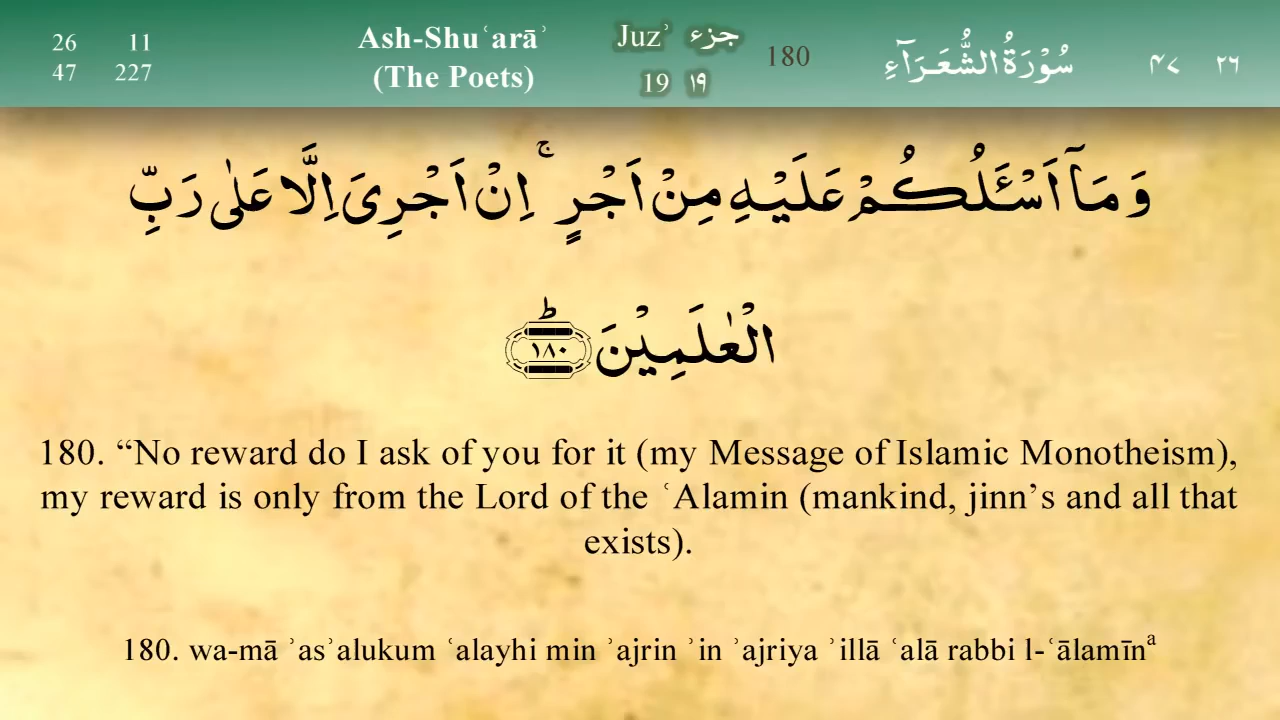 26 11
47 227
Ash-Shuʿarāʾ
(The Poets)
Juzʾ جزء
19 ١٩
180
سُوْرَةُ الشُّعَرَآءِ
٤٧ ٢٦
وَمَآ اَسْـَٔلُكُمْ عَلَيْهِ مِنْ اَجْرٍ ۚ اِنْ اَجْرِىَ اِلَّا عَلٰى رَبِّ
الْعٰلَمِيْنَ ؕ ١٨٠
180. “No reward do I ask of you for it (my Message of Islamic Monotheism),
my reward is only from the Lord of the ʿAlamin (mankind, jinn’s and all that
exists).
180. wa-mā ʾasʾalukum ʿalayhi min ʾajrin ʾin ʾajriya ʾillā ʿalā rabbi l-ʿālamīnᵃ